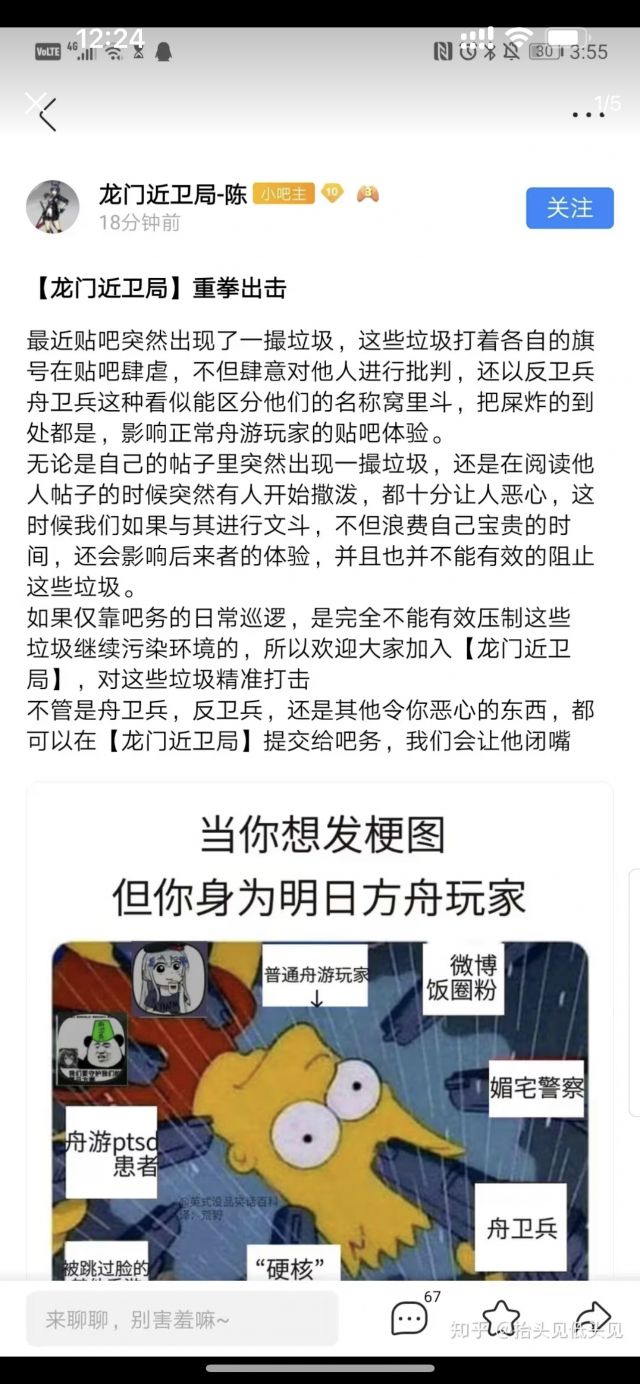 12:24
VoLTE 4G 30 3:55
1/5
龙门近卫局-陈 小吧主 10 3
18分钟前
关注
【龙门近卫局】重拳出击
最近贴吧突然出现了一撮垃圾，这些垃圾打着各自的旗
号在贴吧肆虐，不但肆意对他人进行批判，还以反卫兵
舟卫兵这种看似能区分他们的名称窝里斗，把屎炸的到
处都是，影响正常舟游玩家的贴吧体验。
无论是自己的帖子里突然出现一撮垃圾，还是在阅读他
人帖子的时候突然有人开始撒泼，都十分让人恶心，这
时候我们如果与其进行文斗，不但浪费自己宝贵的时
间，还会影响后来者的体验，并且也并不能有效的阻止
这些垃圾。
如果仅靠吧务的日常巡逻，是完全不能有效压制这些
垃圾继续污染环境的，所以欢迎大家加入【龙门近卫
局】，对这些垃圾精准打击
不管是舟卫兵，反卫兵，还是其他令你恶心的东西，都
可以在【龙门近卫局】提交给吧务，我们会让他闭嘴
当你想发梗图
但你身为明日方舟玩家
普通舟游玩家
↓
微博
饭圈粉
媚宅警察
舟游ptsd
患者
@英式没品笑话百科
译：荒野
舟卫兵
被跳过脸的
“硬核”
来聊聊，别害羞嘛~
67
知乎 @抬头见低头见